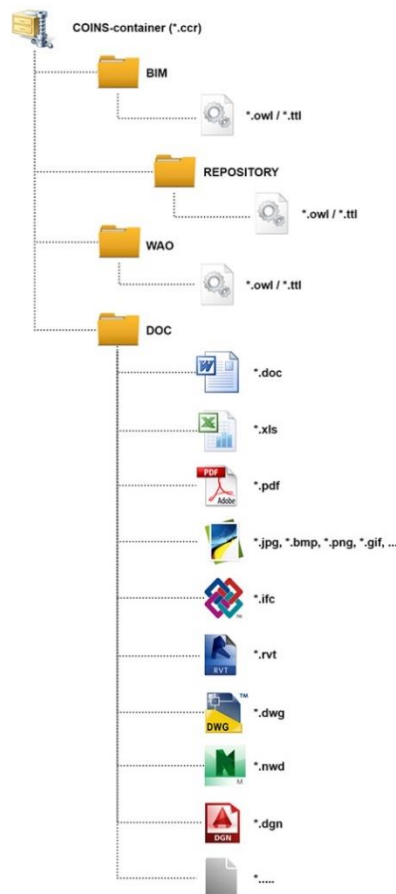 COINS-container (*.ccr)
BIM
*.owl / *.ttl
REPOSITORY
*.owl / *.ttl
WAO
*.owl / *.ttl
DOC
W
*.doc
X
*.xls
PDF
Adobe
*.pdf
*.jpg, *.bmp, *.png, *.gif, ...
*.ifc
RVT
*.rvt
TM
DWG
*.dwg
N
M
*.nwd
DGN
*.dgn
*.....